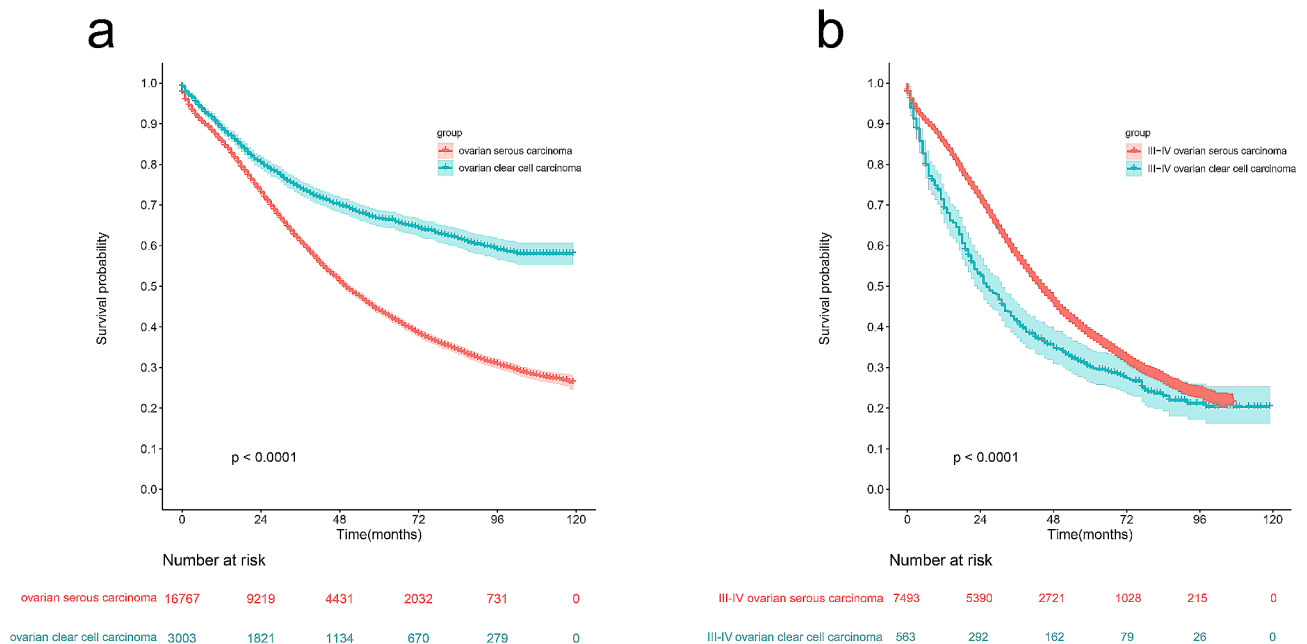 a
1.0
0.9
0.8
0.7
0.6
0.5
0.4
0.3
0.2
0.1
0.0
Survival probability
group
ovarian serous carcinoma
ovarian clear cell carcinoma
p < 0.0001
0 24 48 72 96 120
Time(months)
Number at risk
ovarian serous carcinoma 16767 9219 4431 2032 731 0
ovarian clear cell carcinoma 3003 1821 1134 670 279 0
b
1.0
0.9
0.8
0.7
0.6
0.5
0.4
0.3
0.2
0.1
0.0
Survival probability
group
III−IV ovarian serous carcinoma
III−IV ovarian clear cell carcinoma
p < 0.0001
0 24 48 72 96 120
Time(months)
Number at risk
III-IV ovarian serous carcinoma 7493 5390 2721 1028 215 0
III-IV ovarian clear cell carcinoma 563 292 162 79 26 0